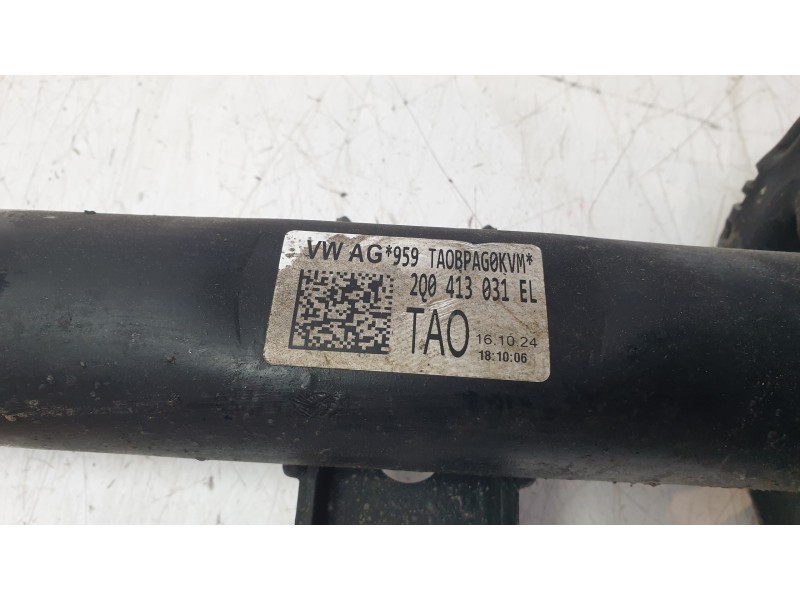 VW AG*959 TAOBPAG0KVM*
2Q0 413 031 EL
TAO 16.10.24
18:10:06